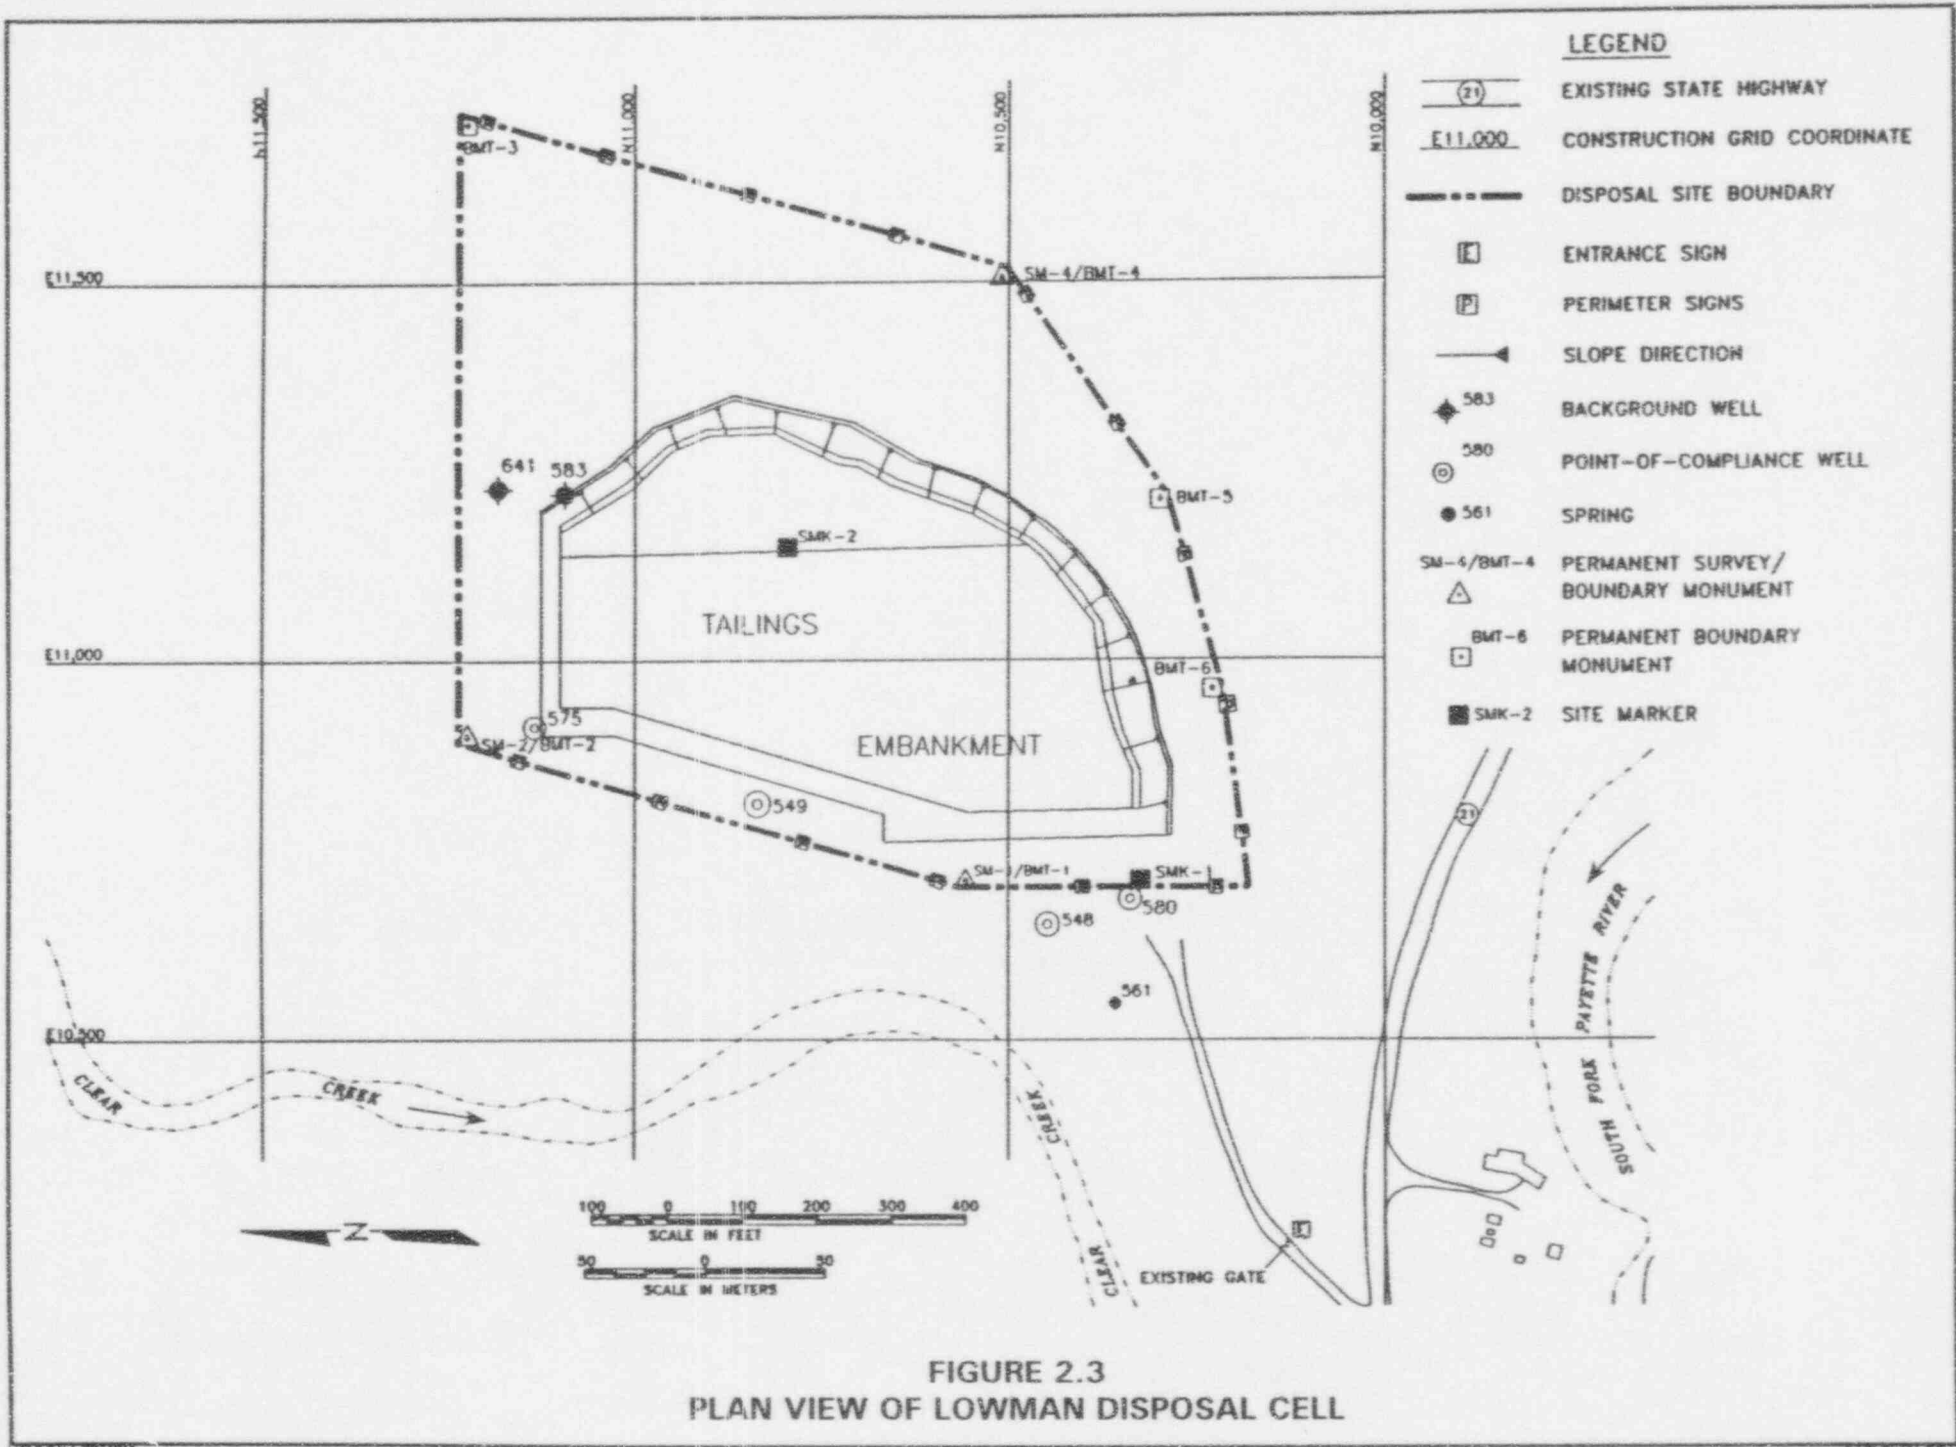 LEGEND
21 EXISTING STATE HIGHWAY
E11,000 CONSTRUCTION GRID COORDINATE
DISPOSAL SITE BOUNDARY
E ENTRANCE SIGN
P PERIMETER SIGNS
SLOPE DIRECTION
583 BACKGROUND WELL
580 POINT-OF-COMPLIANCE WELL
561 SPRING
SM-4/BMT-4 PERMANENT SURVEY/
BOUNDARY MONUMENT
BMT-6 PERMANENT BOUNDARY
MONUMENT
SMK-2 SITE MARKER
N11,500
N11,000
N10,500
N10,000
BMT-3
E11,500
SM-4/BMT-4
641
583
BMT-5
SMK-2
TAILINGS
E11,000
BMT-6
575
SM-2/BMT-2
EMBANKMENT
549
21
SM-1/BMT-1
SMK-1
580
548
561
E10,500
CLEAR
CREEK
CREEK
CLEAR
SOUTH FORK PAYETTE RIVER
N
100 0 100 200 300 400
SCALE IN FEET
50 0 50
SCALE IN METERS
E
EXISTING GATE
FIGURE 2.3
PLAN VIEW OF LOWMAN DISPOSAL CELL